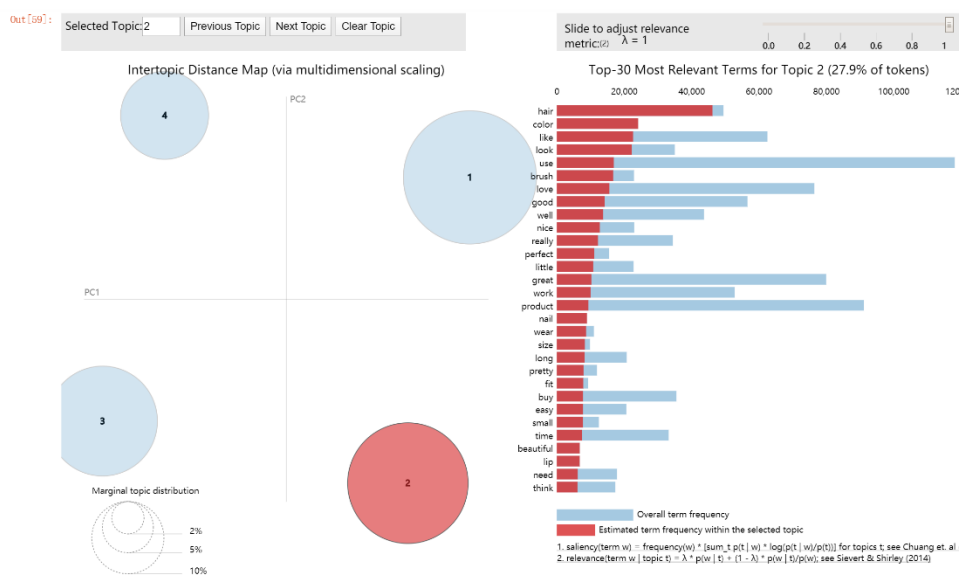 Out[59]:
Selected Topic: 2 Previous Topic Next Topic Clear Topic
Slide to adjust relevance
metric:(2) λ = 1
0.0 0.2 0.4 0.6 0.8 1
Intertopic Distance Map (via multidimensional scaling)
PC2
PC1
4
1
3
2
Marginal topic distribution
2%
5%
10%
Top-30 Most Relevant Terms for Topic 2 (27.9% of tokens)
0 20,000 40,000 60,000 80,000 100,000 120
hair
color
like
look
use
brush
love
good
well
nice
really
perfect
little
great
work
product
nail
wear
size
long
pretty
fit
buy
easy
small
time
beautiful
lip
need
think
Overall term frequency
Estimated term frequency within the selected topic
1. saliency(term w) = frequency(w) * [sum_t p(t | w) * log(p(t | w)/p(t))] for topics t; see Chuang et. al
2. relevance(term w | topic t) = λ * p(w | t) + (1 - λ) * p(w | t)/p(w); see Sievert & Shirley (2014)